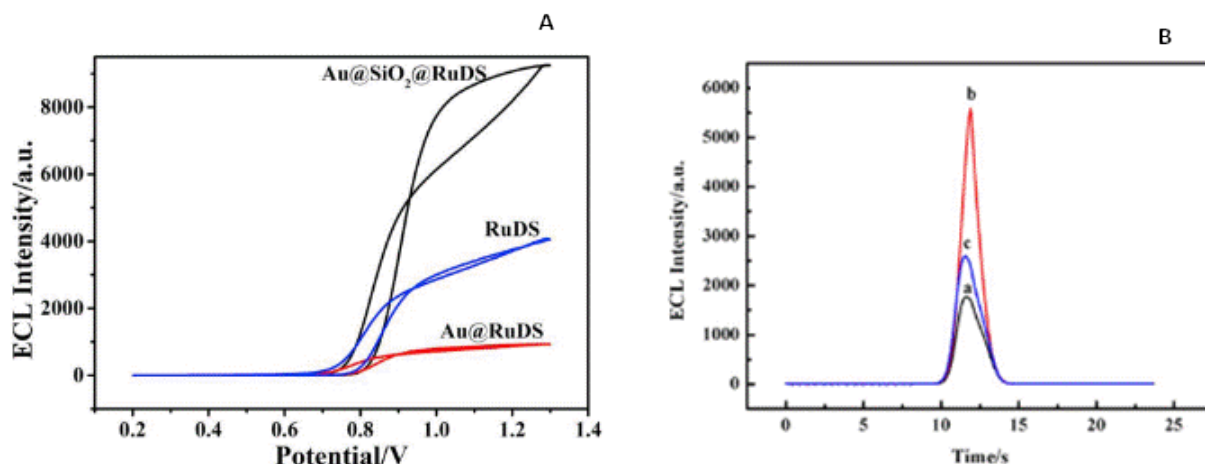 A
Au@SiO₂@RuDS
RuDS
Au@RuDS
ECL Intensity/a.u.
8000
6000
4000
2000
0
0.2 0.4 0.6 0.8 1.0 1.2 1.4
Potential/V
B
b
c
a
ECL Intensity/a.u.
6000
5000
4000
3000
2000
1000
0
0 5 10 15 20 25
Time/s